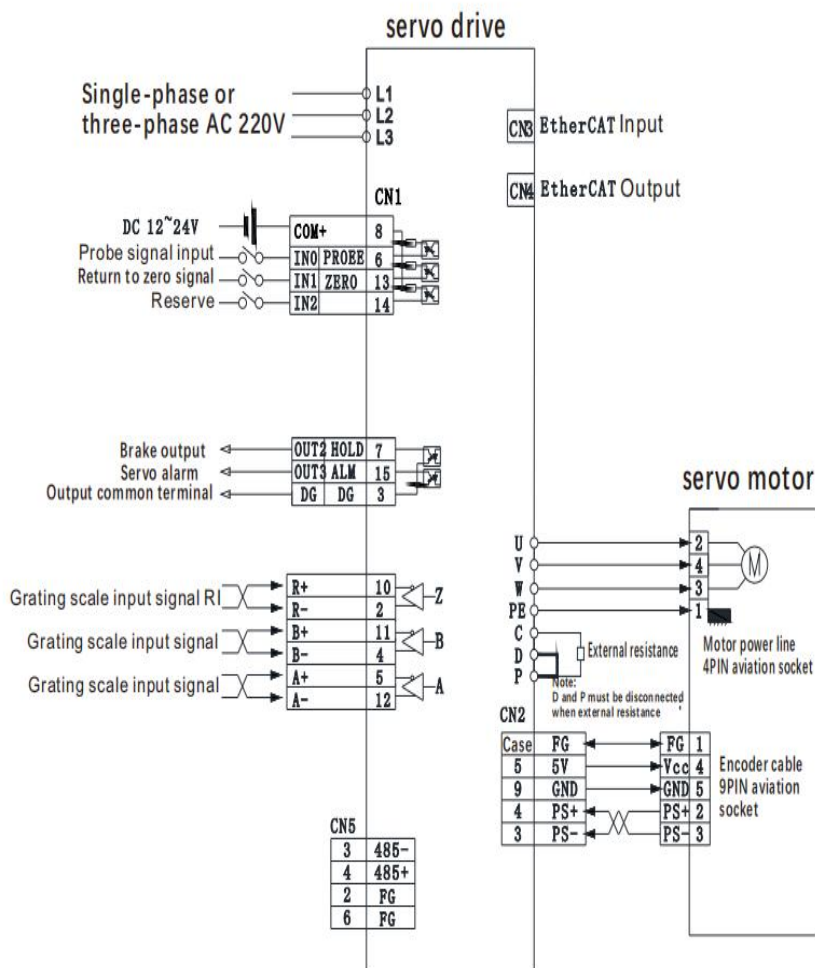 servo drive
Single-phase or
three-phase AC 220V
L1
L2
L3
CN3 EtherCAT Input
CN4 EtherCAT Output
CN1
DC 12~24V COM+ 8
Probe signal input IN0 PROBE 6
Return to zero signal IN1 ZERO 13
Reserve IN2 14
Brake output OUT2 HOLD 7
Servo alarm OUT3 ALM 15
Output common terminal DG DG 3
servo motor
U 2
V 4
W 3
PE 1
M
Motor power line
4PIN aviation socket
C
D
P
External resistance
Note:
D and P must be disconnected
when external resistance
Grating scale input signal RI R+ 10
R- 2 Z
Grating scale input signal B+ 11
B- 4 B
Grating scale input signal A+ 5
A- 12 A
CN2
Case FG FG 1
5 5V Vcc 4
9 GND GND 5
4 PS+ PS+ 2
3 PS- PS- 3
Encoder cable
9PIN aviation
socket
CN5
3 485-
4 485+
2 FG
6 FG